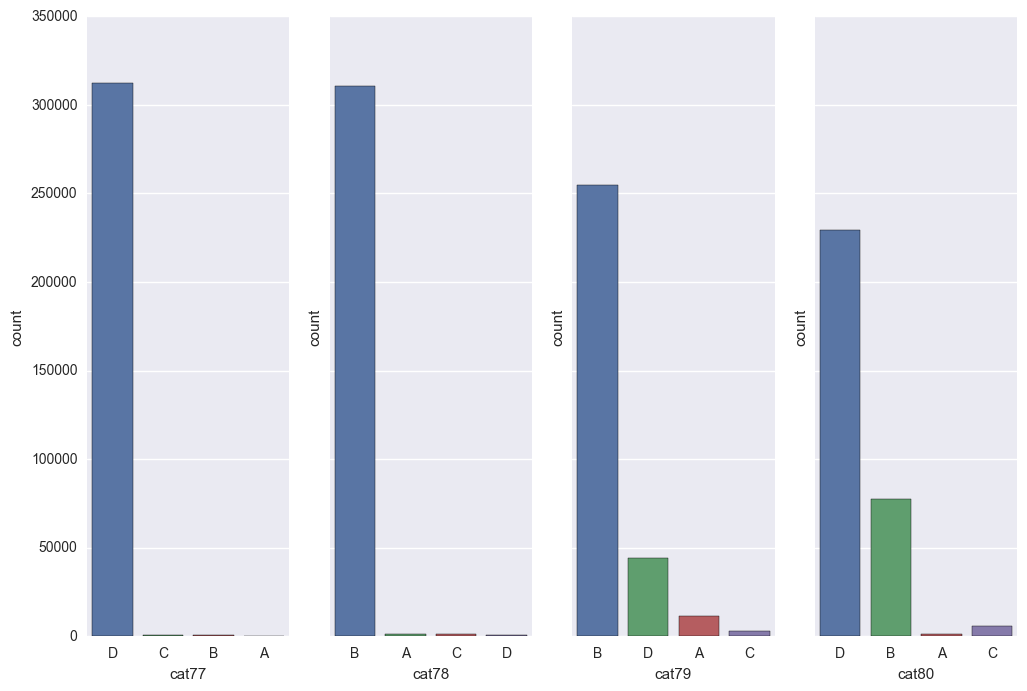 350000
300000
250000
200000
150000
100000
50000
0
count
count
count
count
D C B A
B A C D
B D A C
D B A C
cat77
cat78
cat79
cat80